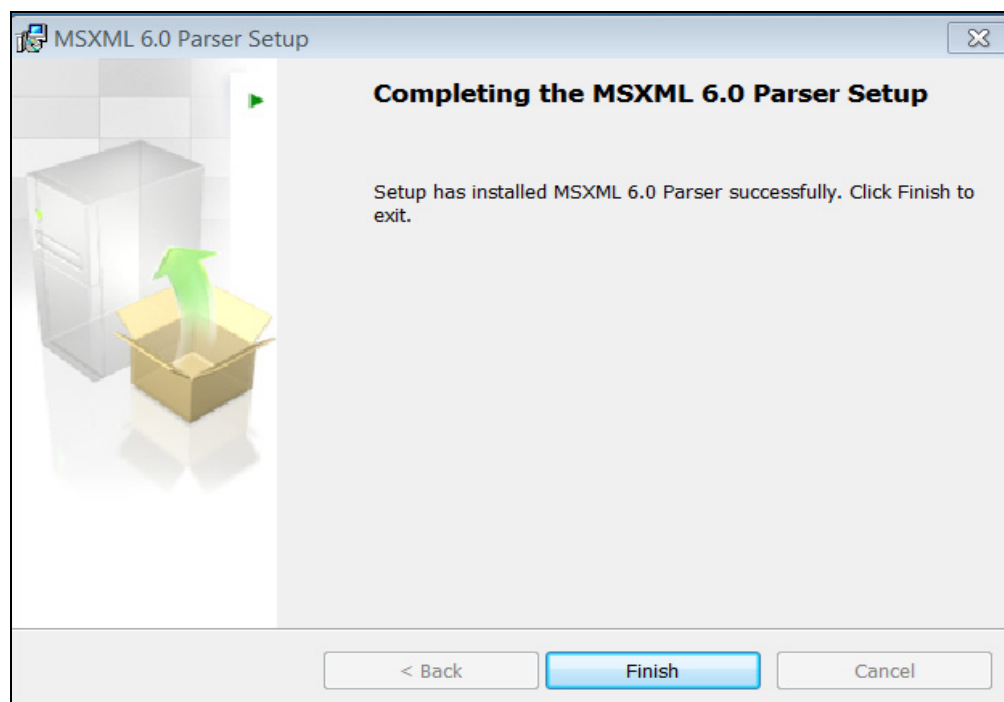 MSXML 6.0 Parser Setup
Completing the MSXML 6.0 Parser Setup
Setup has installed MSXML 6.0 Parser successfully. Click Finish to
exit.
< Back
Finish
Cancel